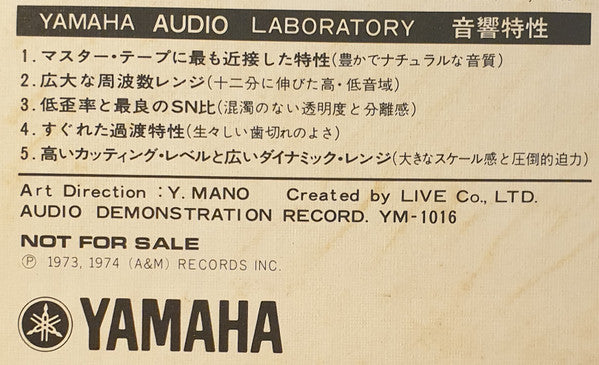 YAMAHA AUDIO LABORATORY 音響特性
1. マスター・テープに最も近接した特性(豊かでナチュラルな音質)
2. 広大な周波数レンジ(十二分に伸びた高・低音域)
3. 低歪率と最良のSN比(混濁のない透明度と分離感)
4. すぐれた過渡特性(生々しい歯切れのよさ)
5. 高いカッティング・レベルと広いダイナミック・レンジ(大きなスケール感と圧倒的迫力)
Art Direction : Y. MANO Created by LIVE Co., LTD.
AUDIO DEMONSTRATION RECORD. YM-1016
NOT FOR SALE
℗ 1973, 1974 (A&M) RECORDS INC.
YAMAHA